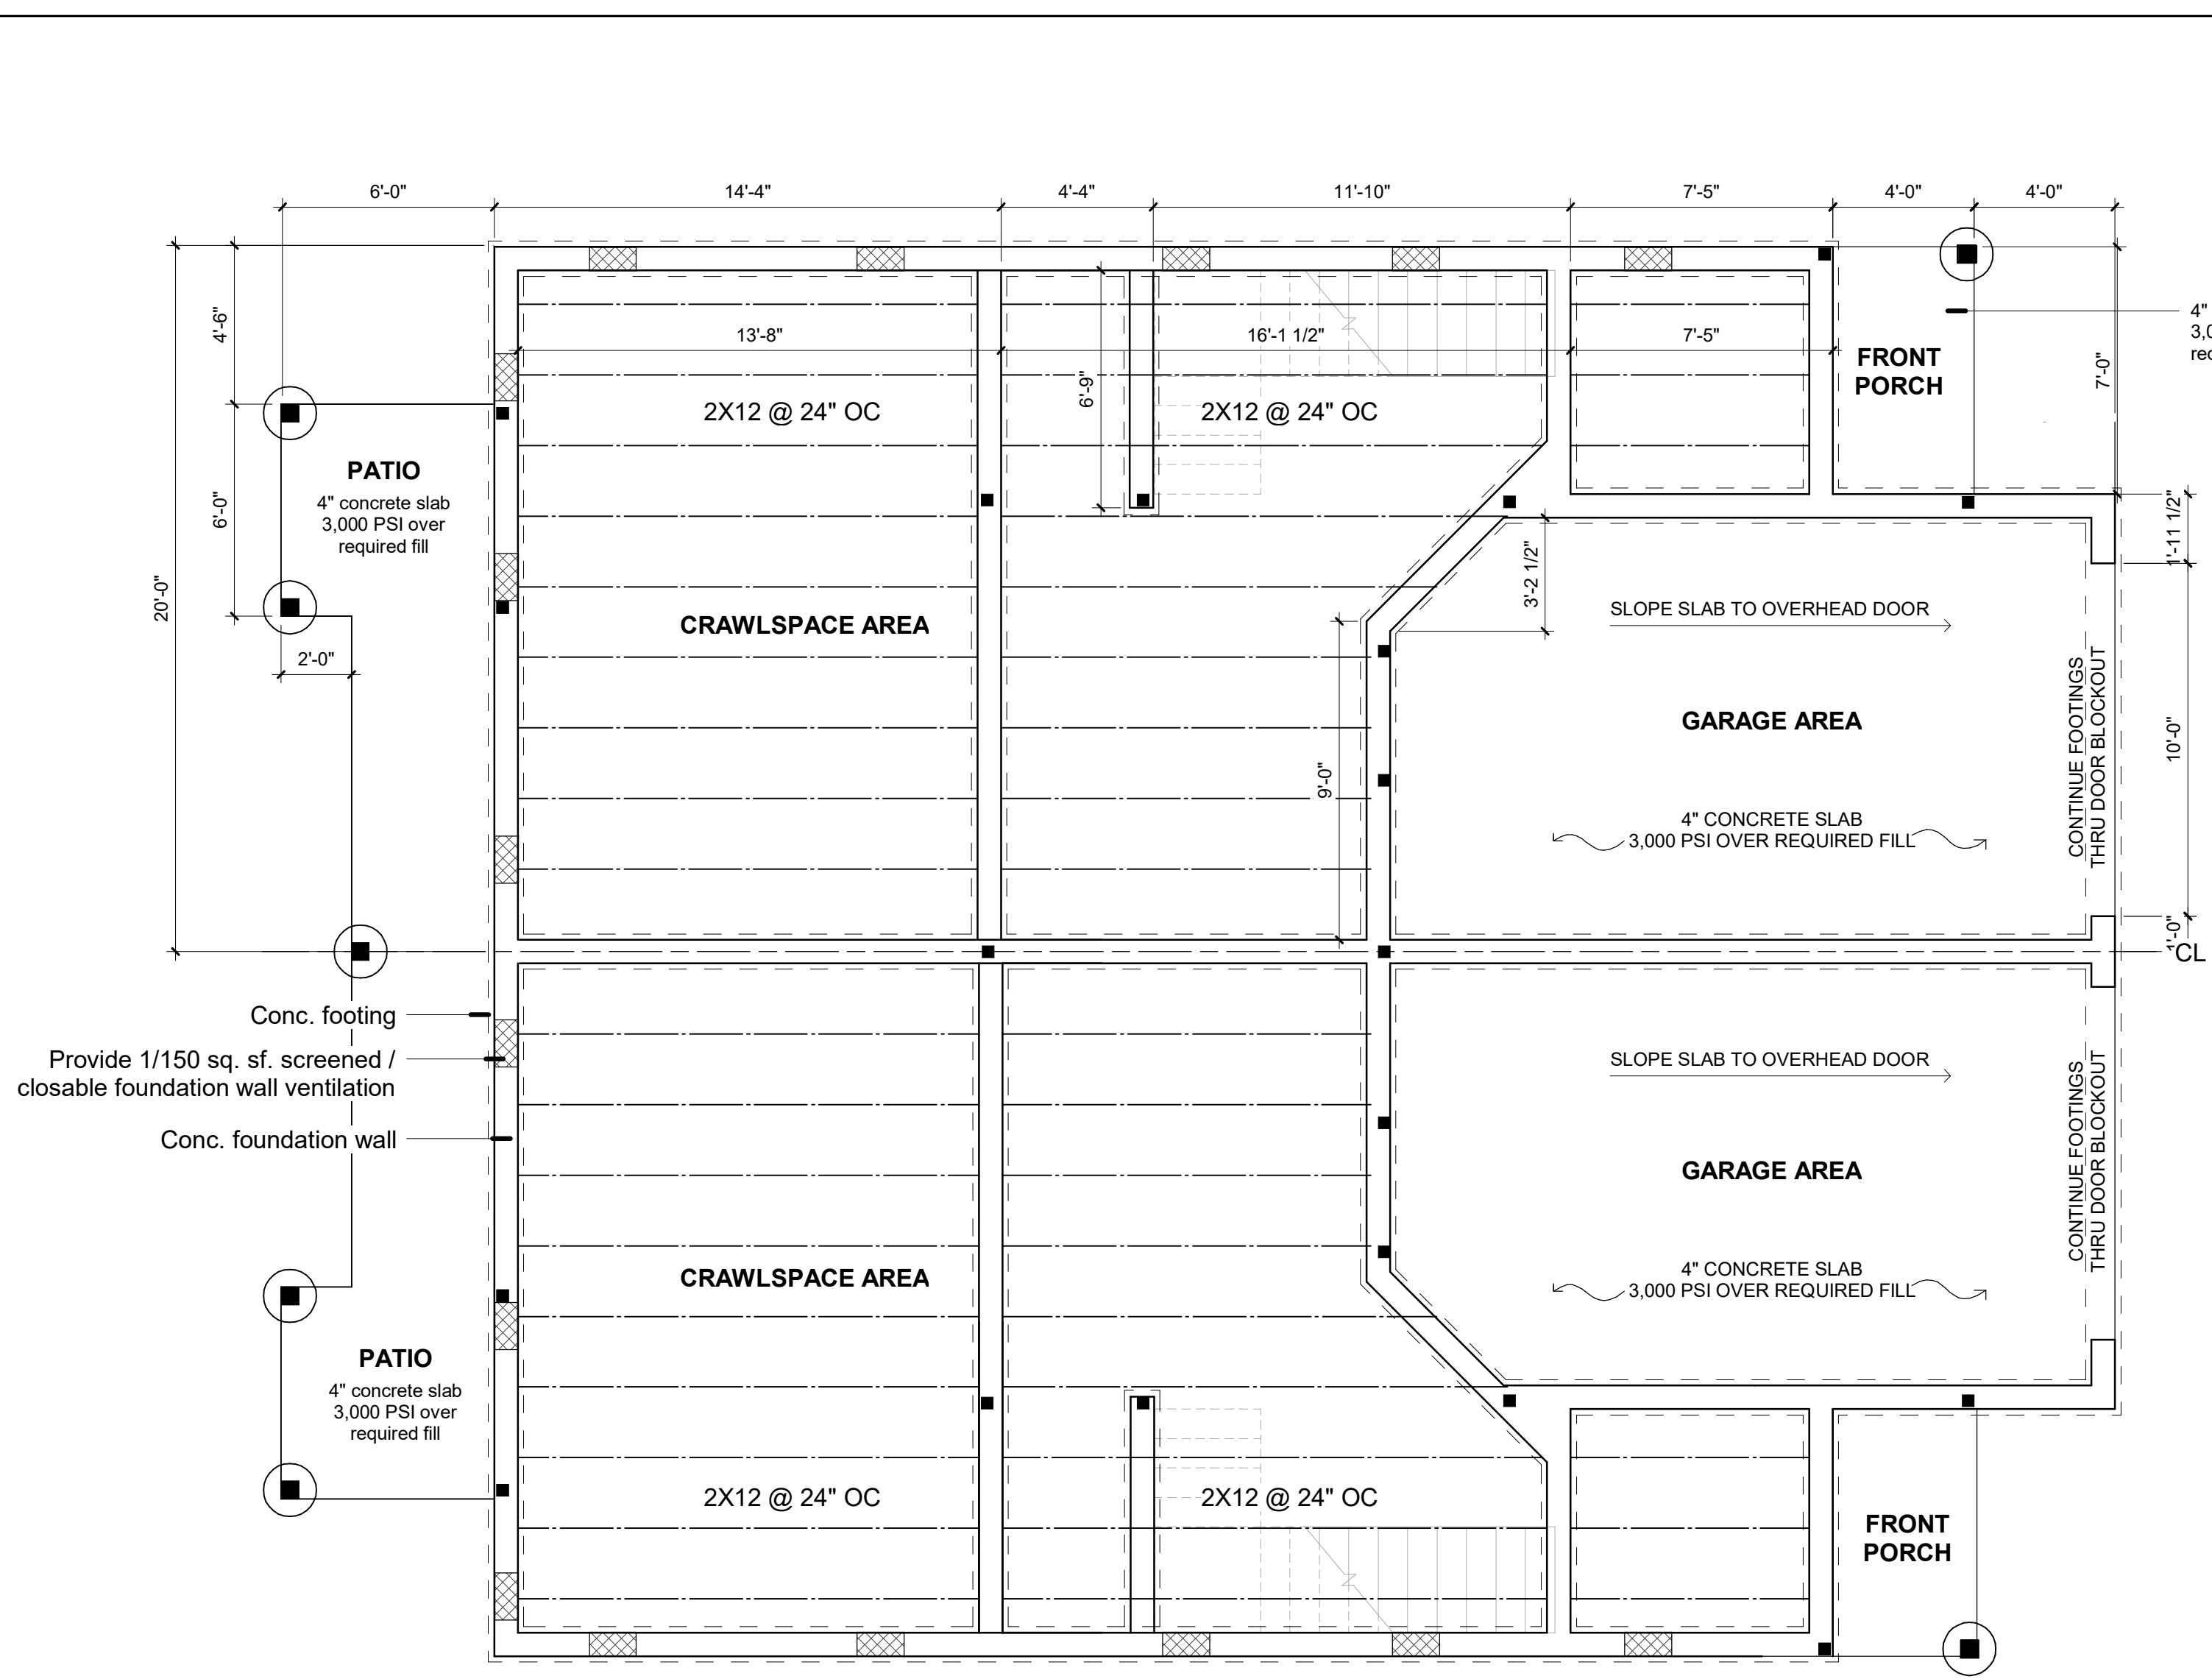 6'-0"
14'-4"
4'-4"
11'-10"
7'-5"
4'-0"
4'-0"
4'-6"
13'-8"
16'-1 1/2"
7'-5"
4"
FRONT
PORCH
7'-0"
6'-9"
2X12 @ 24" OC
2X12 @ 24" OC
PATIO
4" concrete slab
3,000 PSI over
required fill
6'-0"
1'-11 1/2"
20'-0"
3'-2 1/2"
CRAWLSPACE AREA
SLOPE SLAB TO OVERHEAD DOOR
2'-0"
GARAGE AREA
CONTINUE FOOTINGS
THRU DOOR BLOCKOUT
10'-0"
9'-0"
4" CONCRETE SLAB
3,000 PSI OVER REQUIRED FILL
1'-0"
CL
Conc. footing
Provide 1/150 sq. sf. screened /
closable foundation wall ventilation
SLOPE SLAB TO OVERHEAD DOOR
Conc. foundation wall
GARAGE AREA
CONTINUE FOOTINGS
THRU DOOR BLOCKOUT
CRAWLSPACE AREA
4" CONCRETE SLAB
3,000 PSI OVER REQUIRED FILL
PATIO
4" concrete slab
3,000 PSI over
required fill
2X12 @ 24" OC
2X12 @ 24" OC
FRONT
PORCH